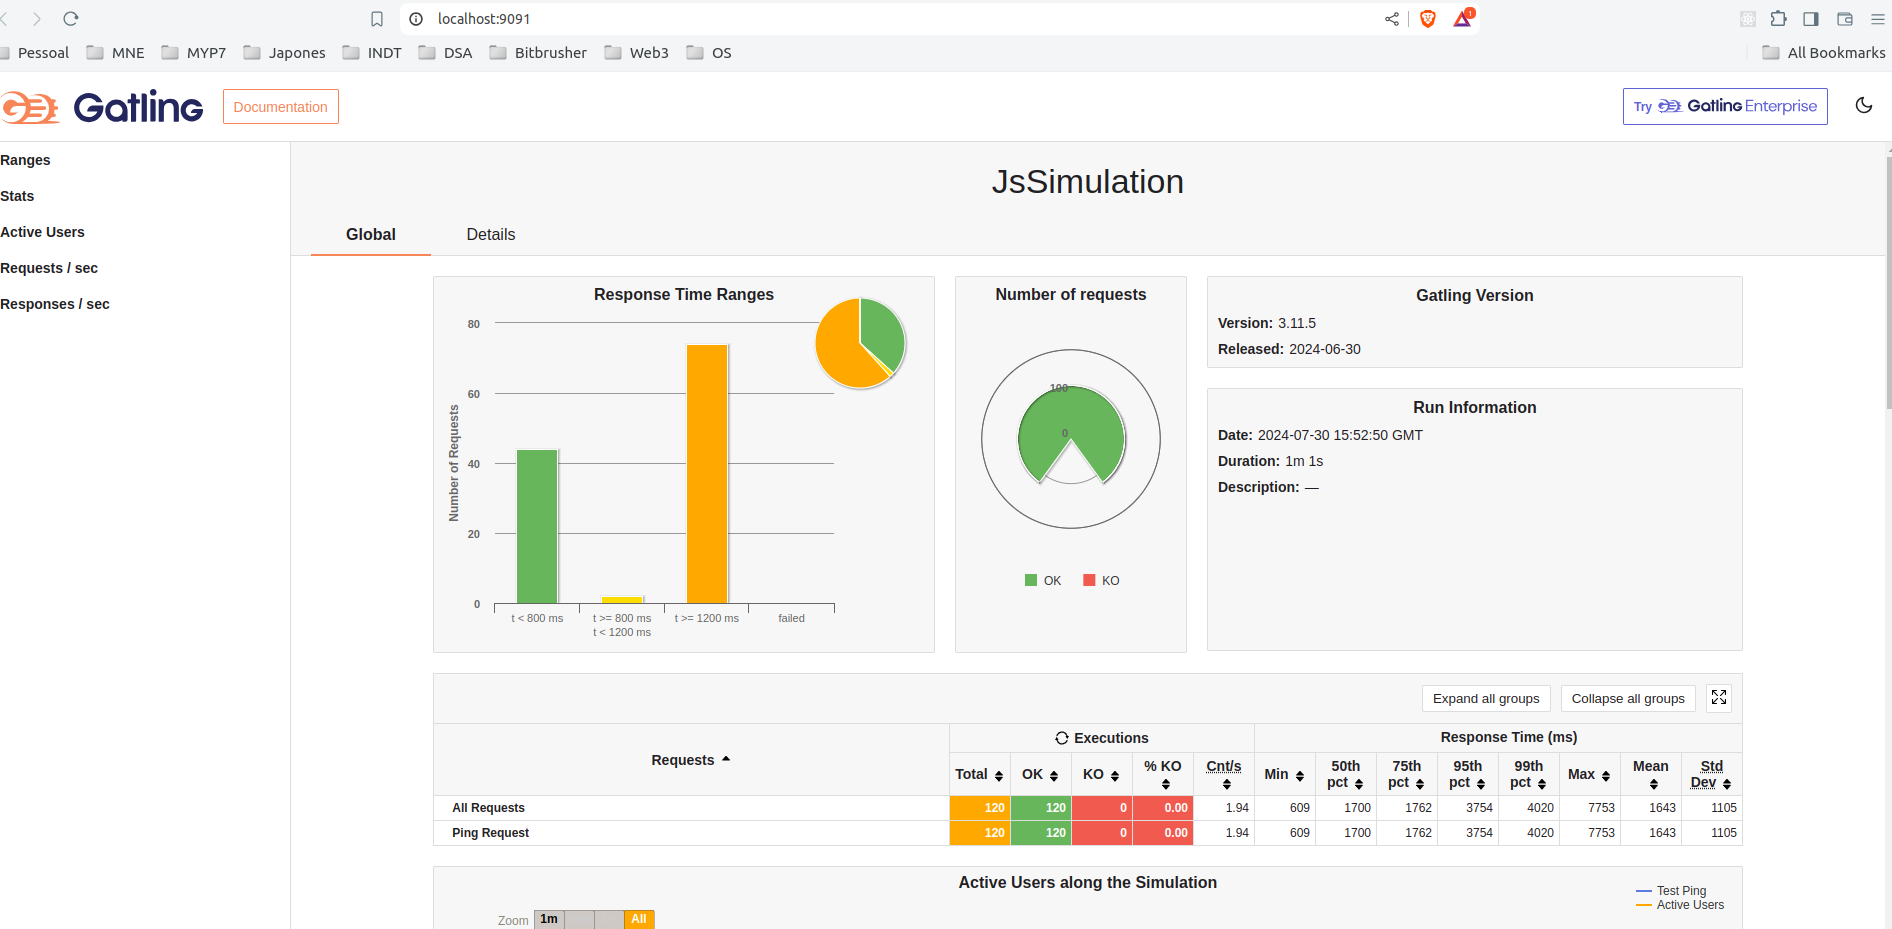 localhost:9091
1
Pessoal MNE MYP7 Japones INDT DSA Bitbrusher Web3 OS All Bookmarks
Gatling Documentation Try Gatling Enterprise
Ranges
Stats
Active Users
Requests / sec
Responses / sec
JsSimulation
Global Details
Response Time Ranges
Number of Requests
80
60
40
20
0
t < 800 ms
t >= 800 ms
t < 1200 ms
t >= 1200 ms
failed
Number of requests
100
0
OK KO
Gatling Version
Version: 3.11.5
Released: 2024-06-30
Run Information
Date: 2024-07-30 15:52:50 GMT
Duration: 1m 1s
Description: —
Expand all groups Collapse all groups
Requests Executions Response Time (ms)
Total OK KO % KO Cnt/s Min 50th pct 75th pct 95th pct 99th pct Max Mean Std Dev
All Requests 120 120 0 0.00 1.94 609 1700 1762 3754 4020 7753 1643 1105
Ping Request 120 120 0 0.00 1.94 609 1700 1762 3754 4020 7753 1643 1105
Active Users along the Simulation
Test Ping
Active Users
Zoom 1m All